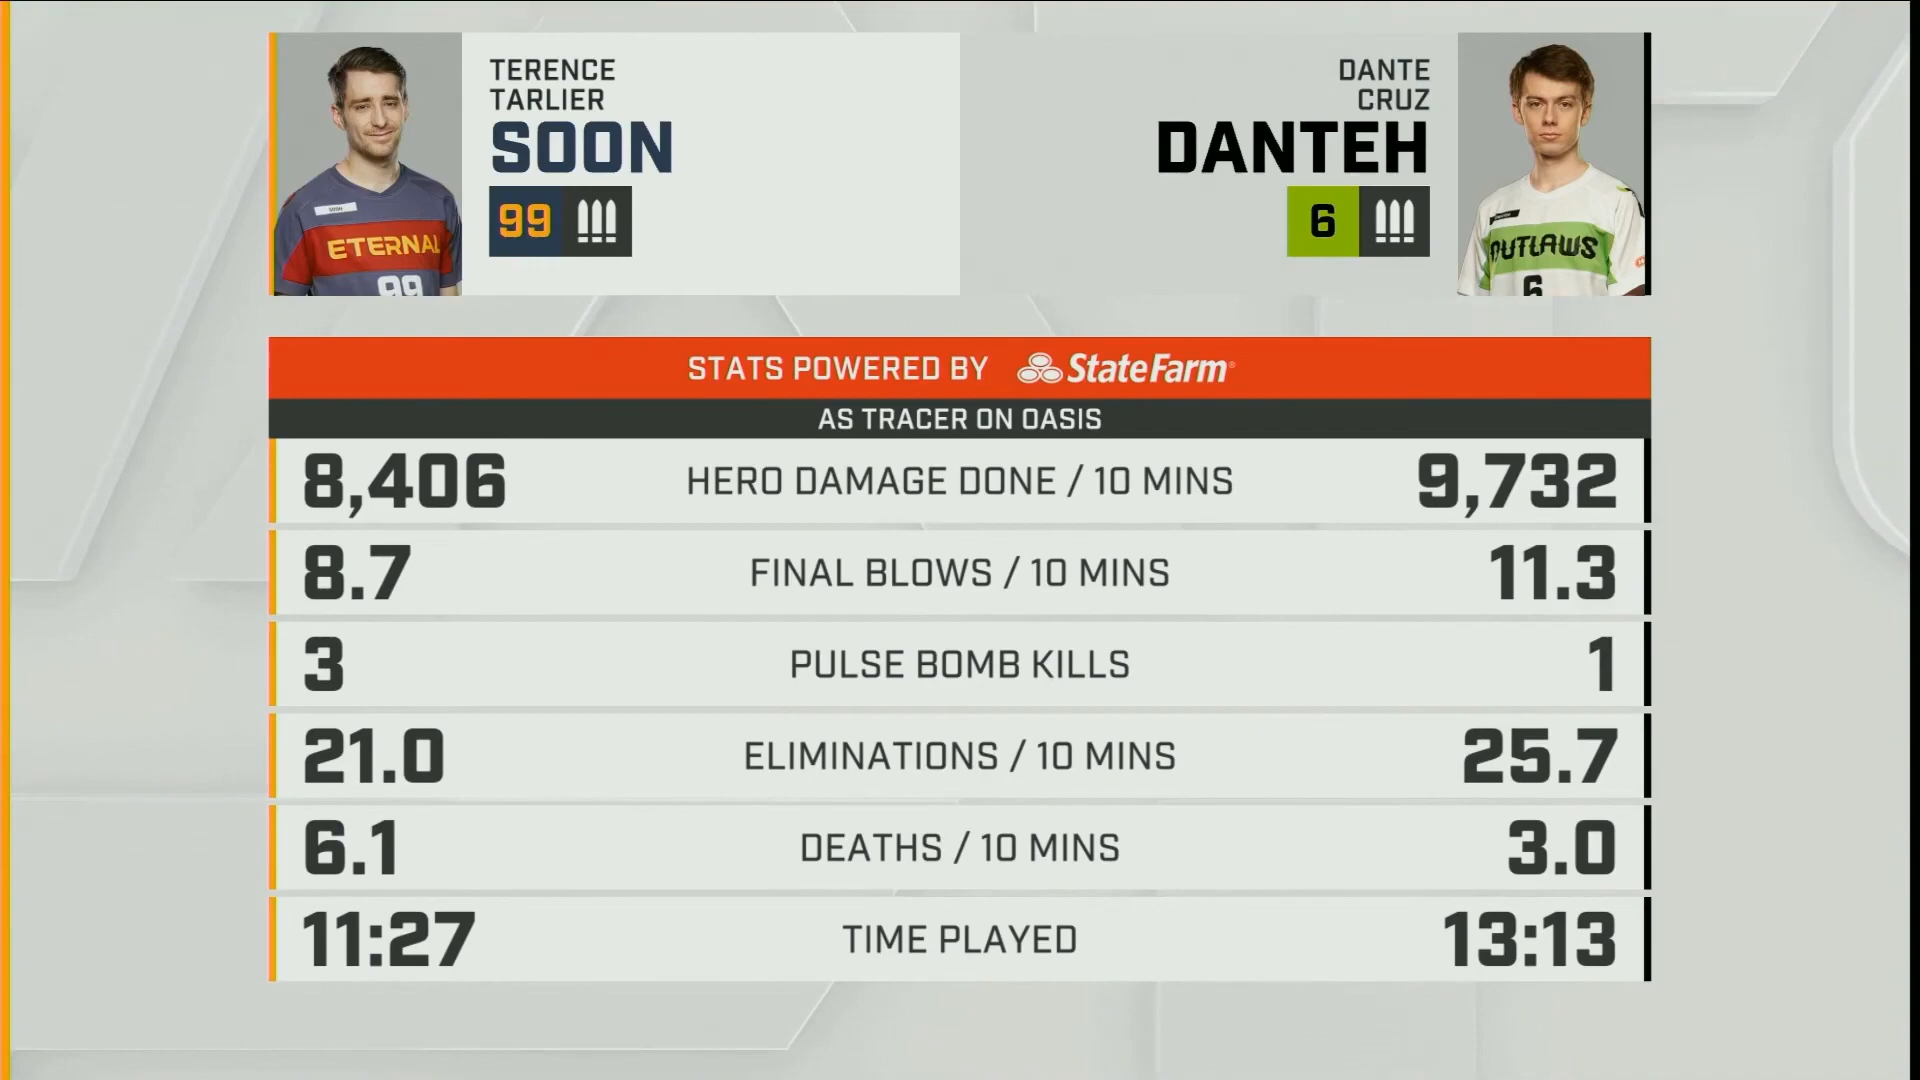 TERENCE
TARLIER
SOON
99
ETERNAL
99
DANTE
CRUZ
DANTEH
6
OUTLAWS
6
STATS POWERED BY StateFarm®
AS TRACER ON OASIS
8,406 HERO DAMAGE DONE / 10 MINS 9,732
8.7 FINAL BLOWS / 10 MINS 11.3
3 PULSE BOMB KILLS 1
21.0 ELIMINATIONS / 10 MINS 25.7
6.1 DEATHS / 10 MINS 3.0
11:27 TIME PLAYED 13:13